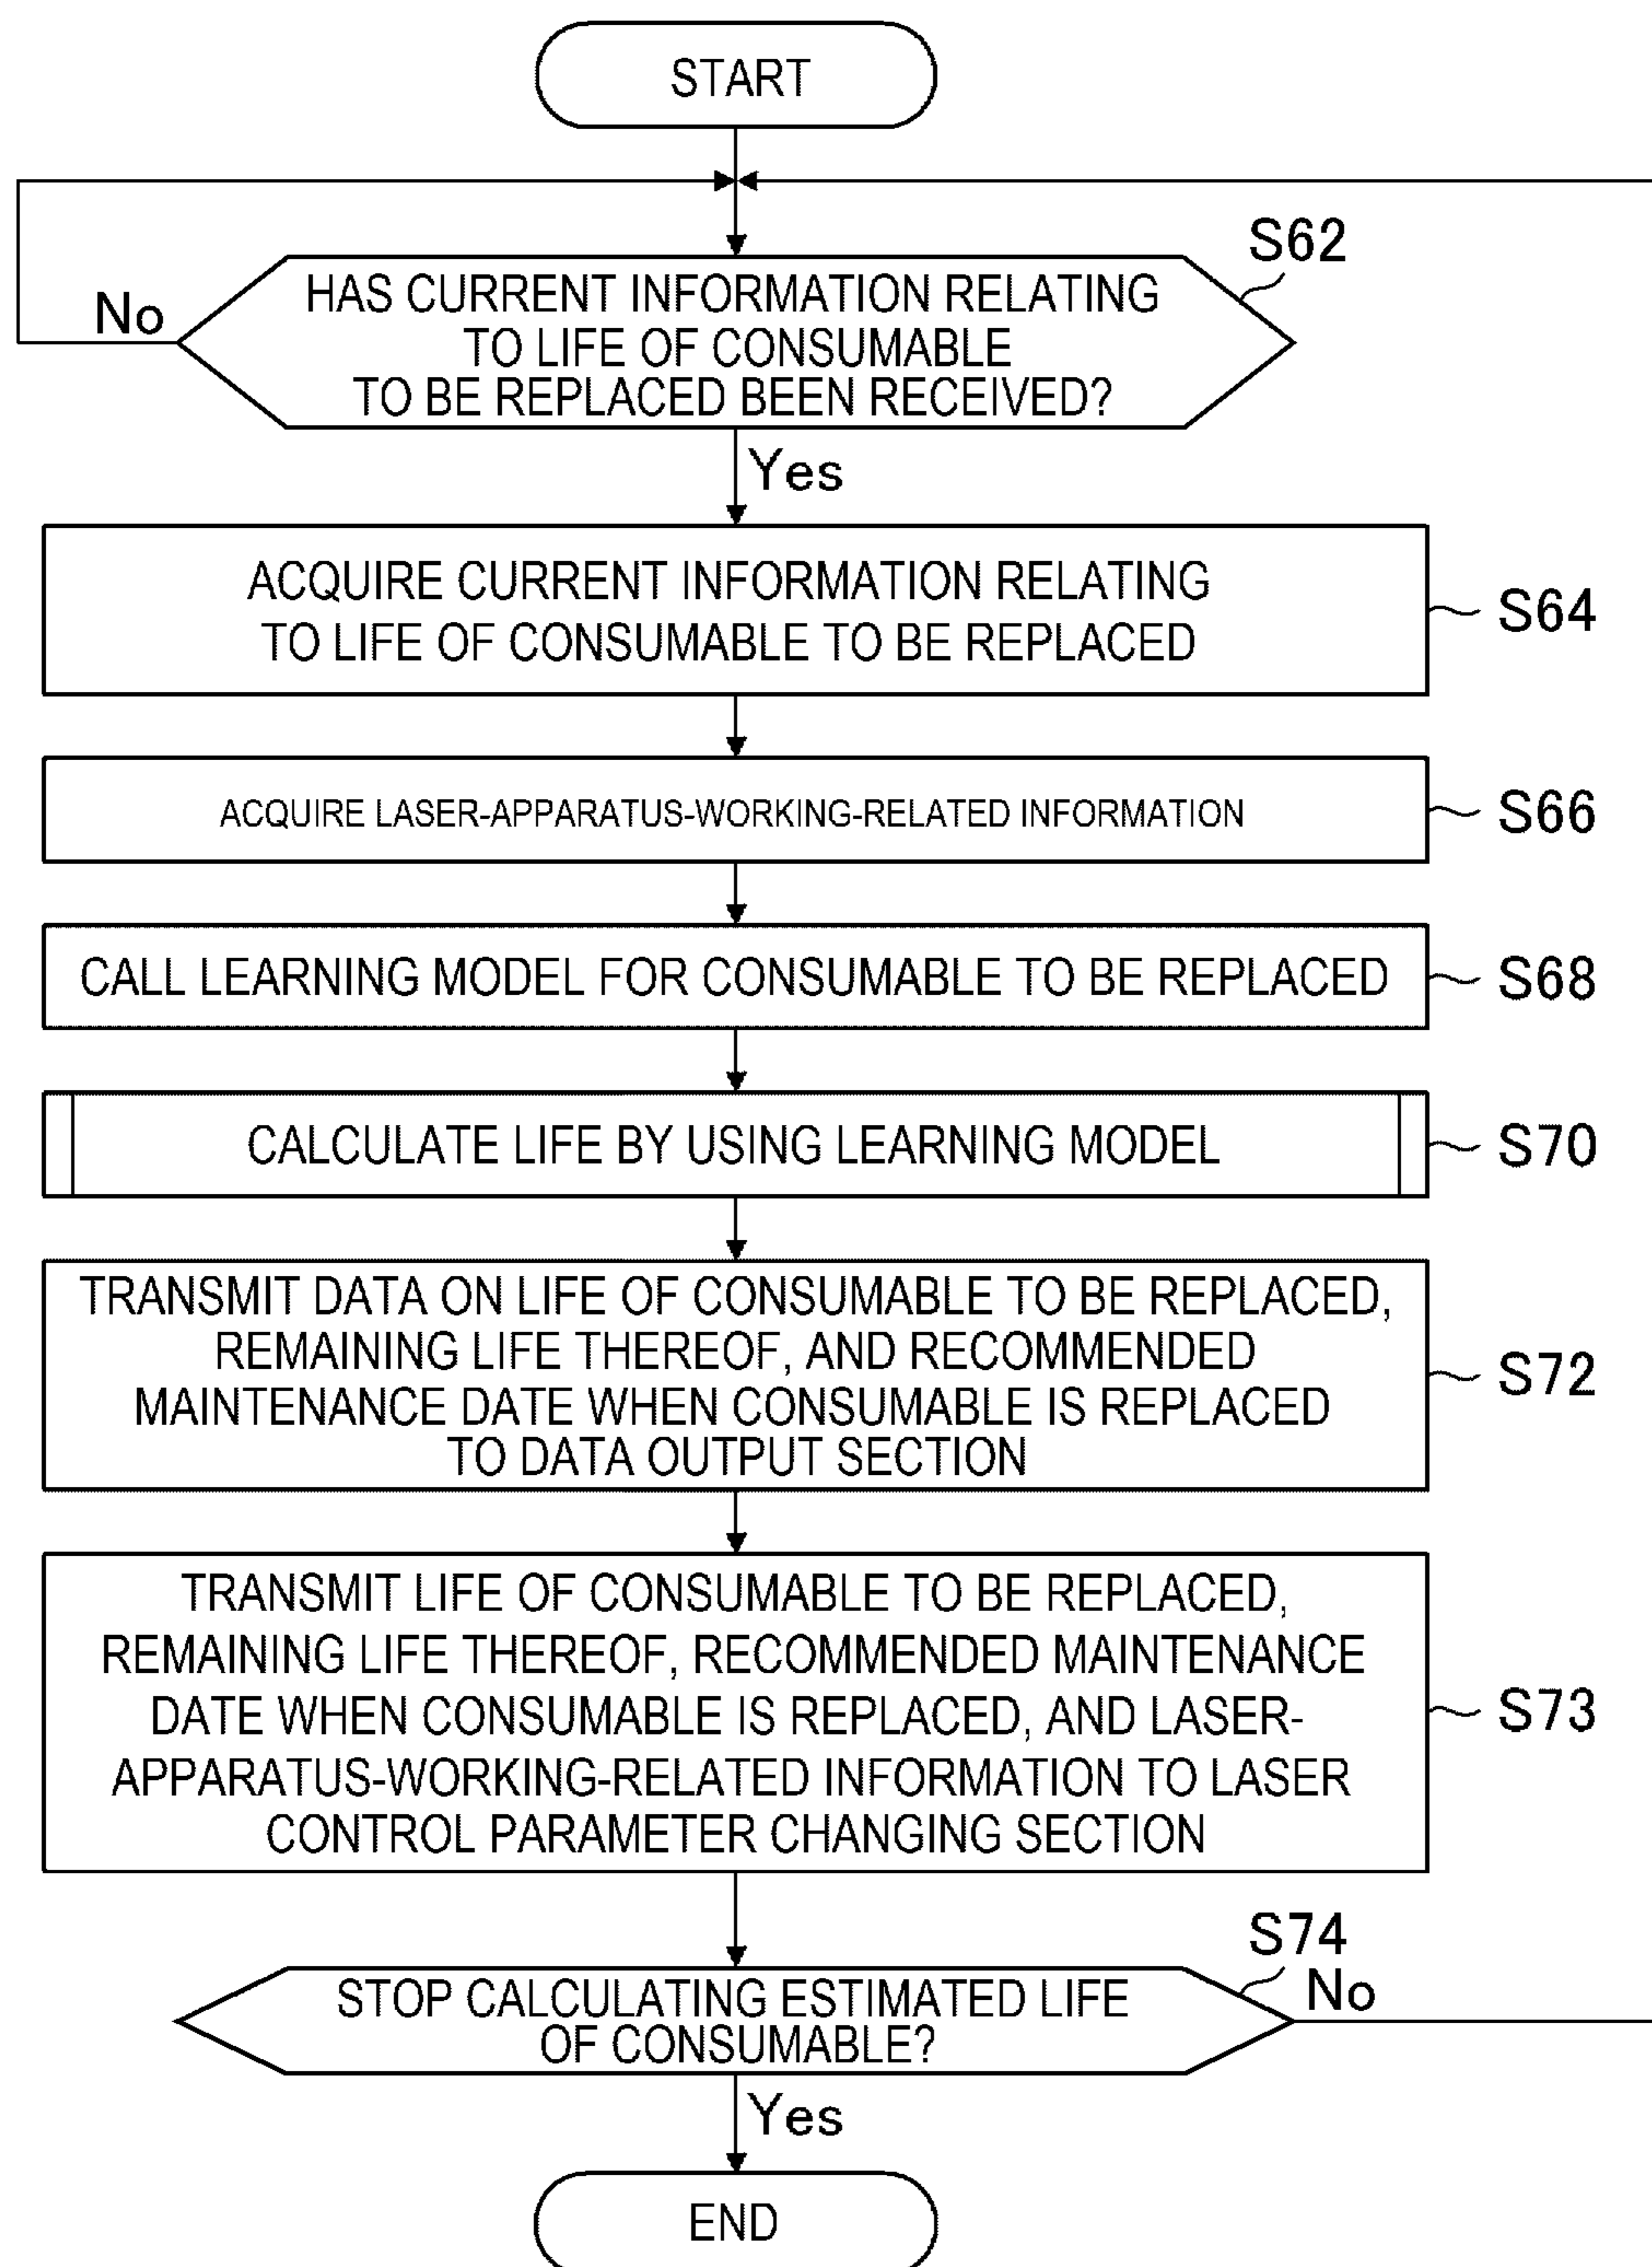 START
S62
HAS CURRENT INFORMATION RELATING
TO LIFE OF CONSUMABLE
TO BE REPLACED BEEN RECEIVED?
No
Yes
ACQUIRE CURRENT INFORMATION RELATING
TO LIFE OF CONSUMABLE TO BE REPLACED
S64
ACQUIRE LASER-APPARATUS-WORKING-RELATED INFORMATION
S66
CALL LEARNING MODEL FOR CONSUMABLE TO BE REPLACED
S68
CALCULATE LIFE BY USING LEARNING MODEL
S70
TRANSMIT DATA ON LIFE OF CONSUMABLE TO BE REPLACED,
REMAINING LIFE THEREOF, AND RECOMMENDED
MAINTENANCE DATE WHEN CONSUMABLE IS REPLACED
TO DATA OUTPUT SECTION
S72
TRANSMIT LIFE OF CONSUMABLE TO BE REPLACED,
REMAINING LIFE THEREOF, RECOMMENDED MAINTENANCE
DATE WHEN CONSUMABLE IS REPLACED, AND LASER-
APPARATUS-WORKING-RELATED INFORMATION TO LASER
CONTROL PARAMETER CHANGING SECTION
S73
S74
STOP CALCULATING ESTIMATED LIFE
OF CONSUMABLE?
No
Yes
END